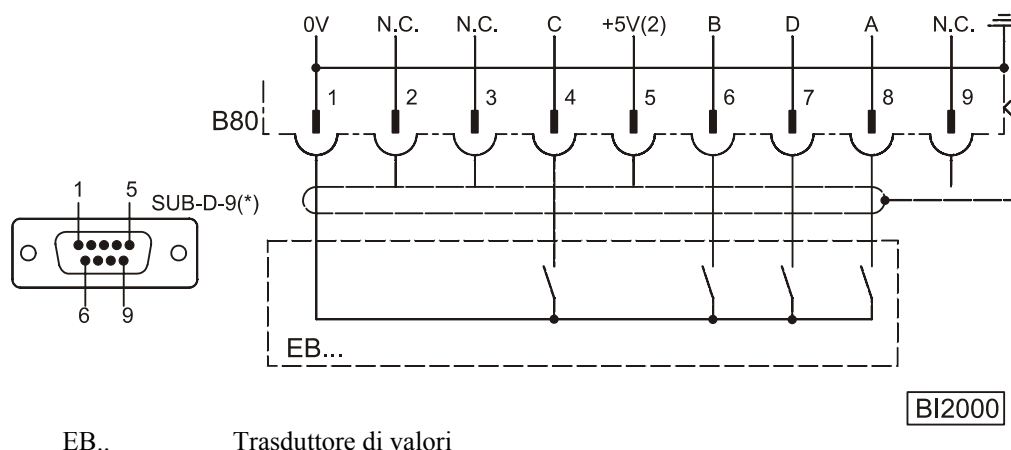 0V N.C. N.C. C +5V(2) B D A N.C.
1 2 3 4 5 6 7 8 9
B80
1 5 SUB-D-9(*)
6 9
EB...
BI2000
EB.. Trasduttore di valori